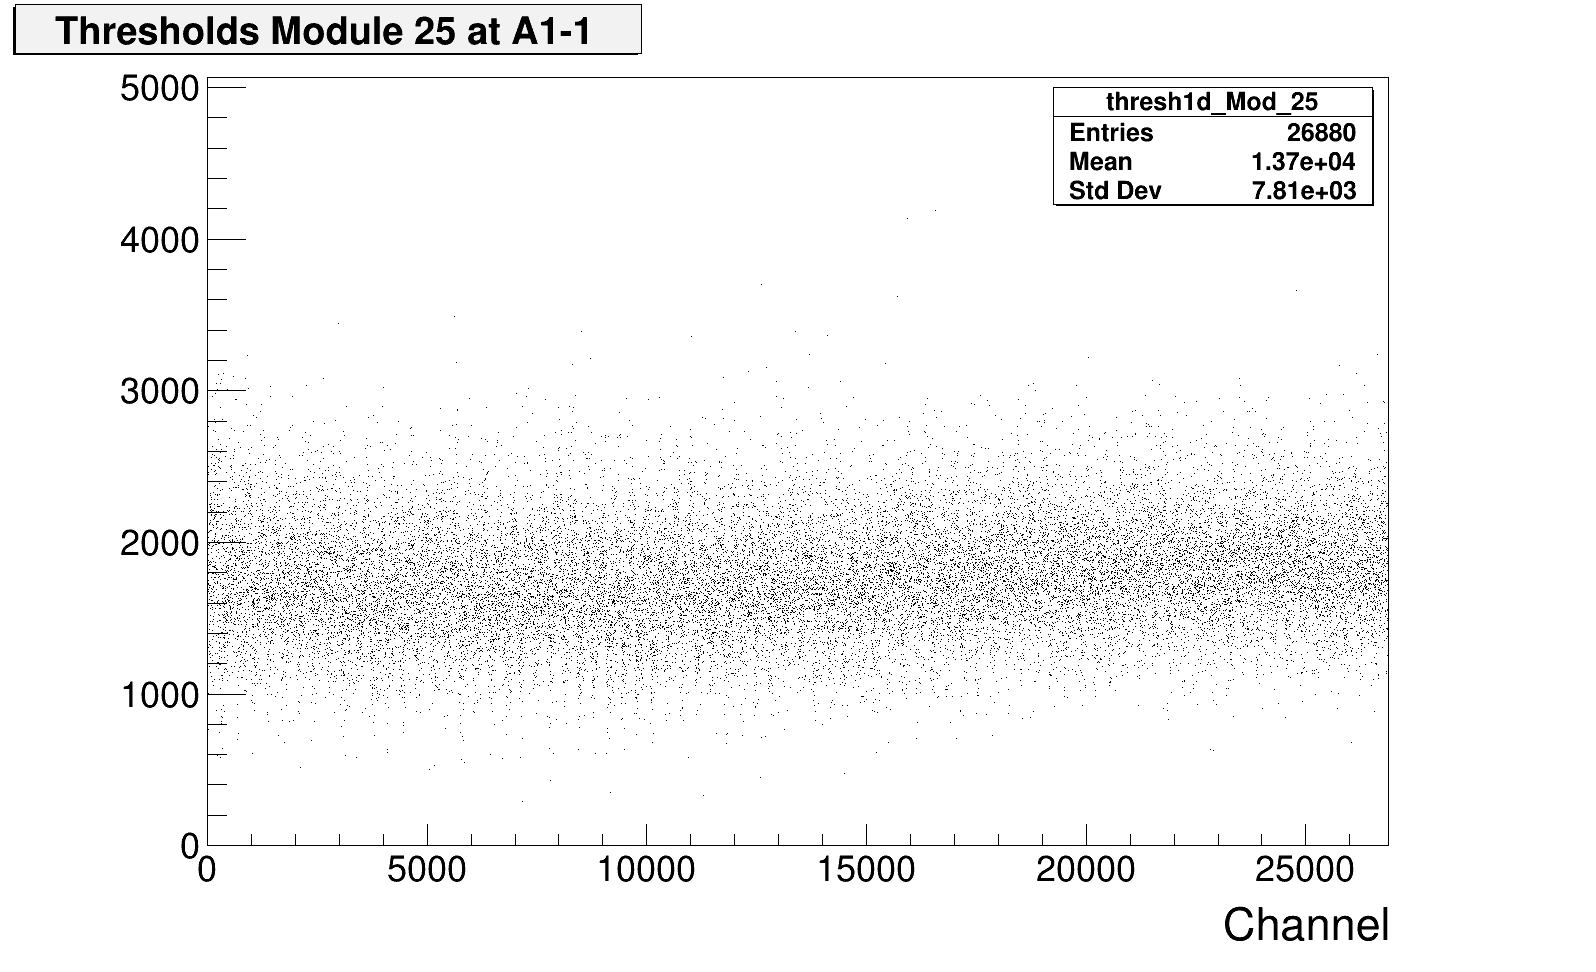 Thresholds Module 25 at A1-1
thresh1d_Mod_25
Entries 26880
Mean 1.37e+04
Std Dev 7.81e+03
5000
4000
3000
2000
1000
0
0 5000 10000 15000 20000 25000
Channel